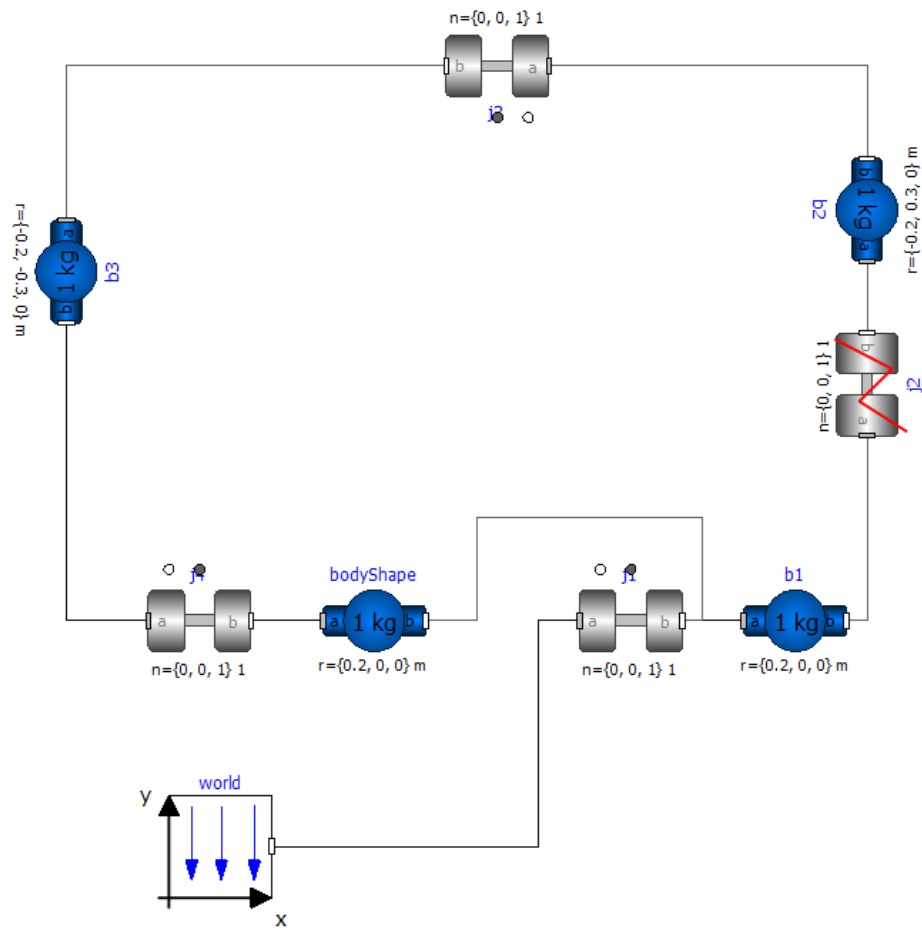 n={0, 0, 1} 1
b
a
j3
b
1 kg
a
b2
r={-0.2, 0.3, 0} m
a
1 kg
b
b3
r={-0.2, -0.3, 0} m
b
a
n={0, 0, 1} 1
j2
j4
a
b
n={0, 0, 1} 1
bodyShape
a
1 kg
b
r={0.2, 0, 0} m
j1
a
b
n={0, 0, 1} 1
b1
a
1 kg
b
r={0.2, 0, 0} m
world
y
x